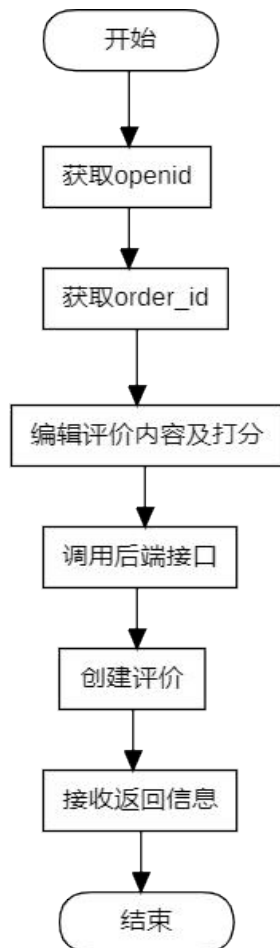 开始
获取openid
获取order_id
编辑评价内容及打分
调用后端接口
创建评价
接收返回信息
结束